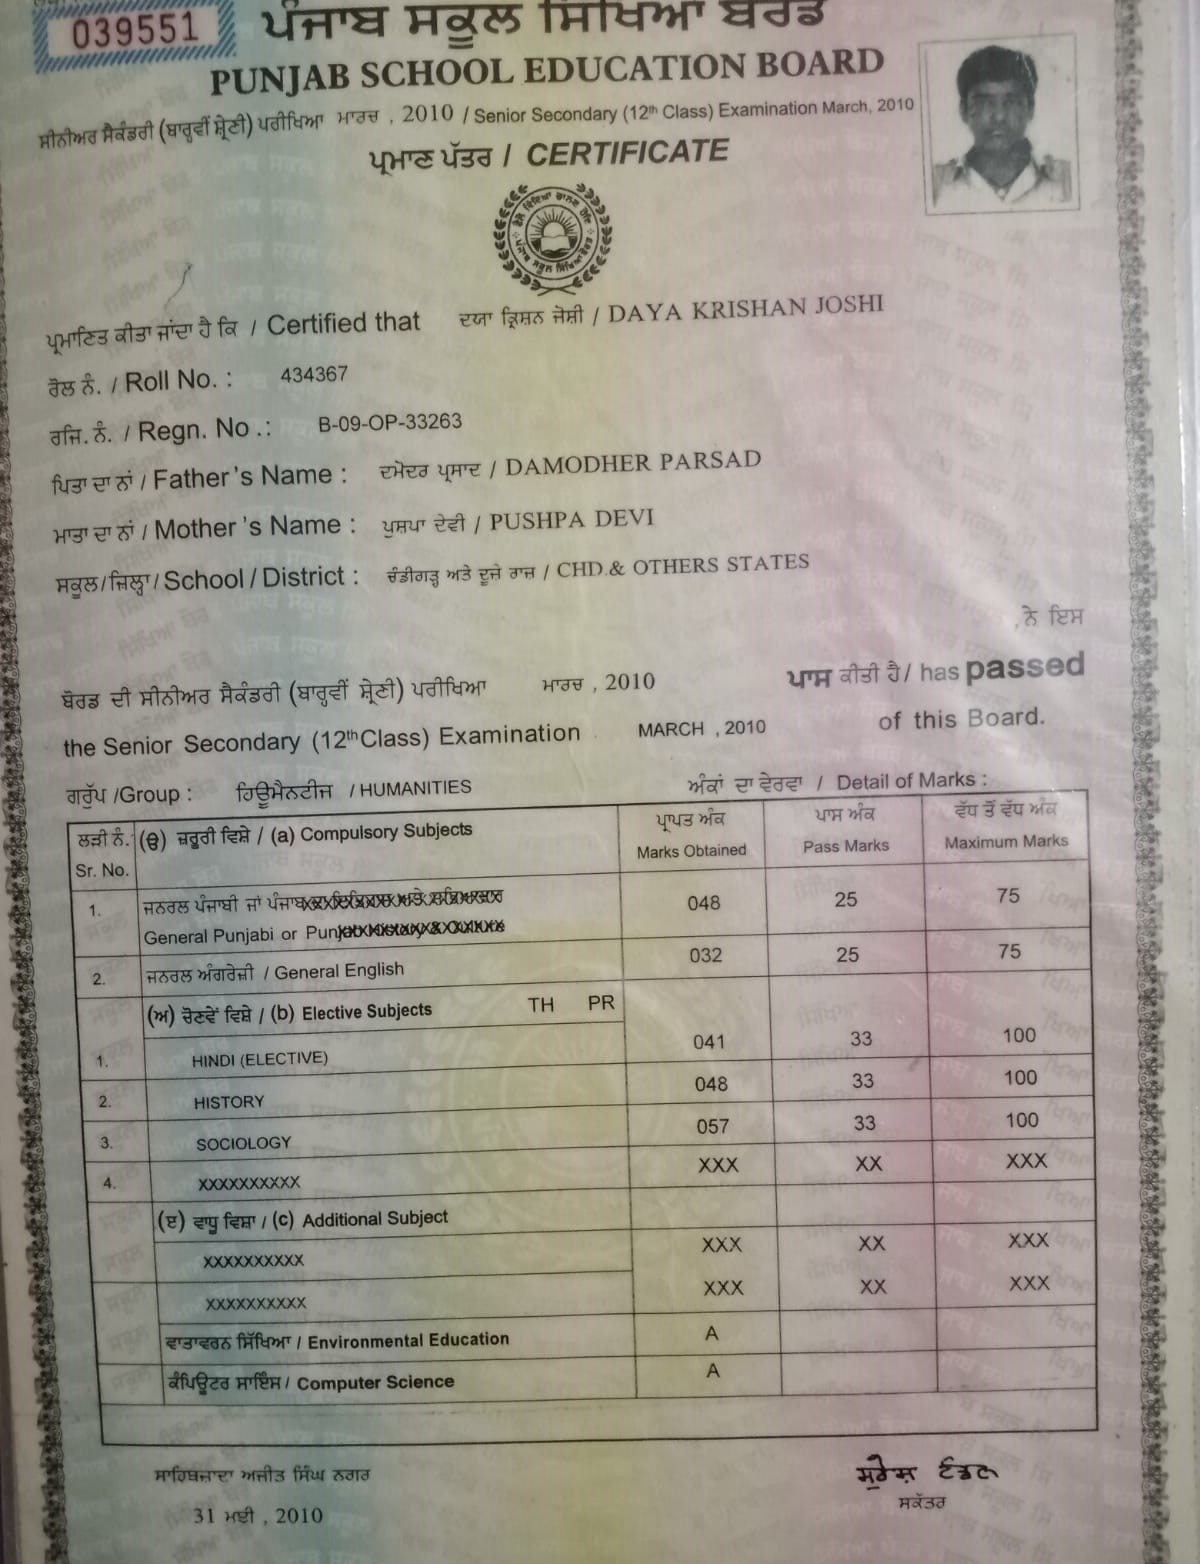 039551
ਪੰਜਾਬ ਸਕੂਲ ਸਿੱਖਿਆ ਬੋਰਡ
PUNJAB SCHOOL EDUCATION BOARD
ਸੀਨੀਅਰ ਸੈਕੰਡਰੀ (ਬਾਰ੍ਹਵੀਂ ਸ਼੍ਰੇਣੀ) ਪਰੀਖਿਆ ਮਾਰਚ , 2010 / Senior Secondary (12th Class) Examination March, 2010
ਪ੍ਰਮਾਣ ਪੱਤਰ / CERTIFICATE
ਪ੍ਰਮਾਣਿਤ ਕੀਤਾ ਜਾਂਦਾ ਹੈ ਕਿ / Certified that ਦਯਾ ਕ੍ਰਿਸ਼ਨ ਜੋਸ਼ੀ / DAYA KRISHAN JOSHI
ਰੋਲ ਨੰ. / Roll No. : 434367
ਰਜਿ. ਨੰ. / Regn. No .: B-09-OP-33263
ਪਿਤਾ ਦਾ ਨਾਂ / Father's Name : ਦਮੋਦਰ ਪ੍ਰਸਾਦ / DAMODHER PARSAD
ਮਾਤਾ ਦਾ ਨਾਂ / Mother's Name : ਪੁਸ਼ਪਾ ਦੇਵੀ / PUSHPA DEVI
ਸਕੂਲ/ਜ਼ਿਲ੍ਹਾ / School / District : ਚੰਡੀਗੜ੍ਹ ਅਤੇ ਦੂਜੇ ਰਾਜ / CHD.& OTHERS STATES
,ਨੇ ਇਸ
ਬੋਰਡ ਦੀ ਸੀਨੀਅਰ ਸੈਕੰਡਰੀ (ਬਾਰ੍ਹਵੀਂ ਸ਼੍ਰੇਣੀ) ਪਰੀਖਿਆ ਮਾਰਚ , 2010 ਪਾਸ ਕੀਤੀ ਹੈ/ has passed
the Senior Secondary (12th Class) Examination MARCH , 2010 of this Board.
ਗਰੁੱਪ /Group : ਹਿਊਮੈਨਟੀਜ / HUMANITIES ਅੰਕਾਂ ਦਾ ਵੇਰਵਾ / Detail of Marks :
ਲੜੀ ਨੰ. (ੳ) ਜ਼ਰੂਰੀ ਵਿਸ਼ੇ / (a) Compulsory Subjects ਪ੍ਰਾਪਤ ਅੰਕ ਪਾਸ ਅੰਕ ਵੱਧ ਤੋਂ ਵੱਧ ਅੰਕ
Sr. No. Marks Obtained Pass Marks Maximum Marks
1. ਜਨਰਲ ਪੰਜਾਬੀ ਜਾਂ ਪੰਜਾਬ 048 25 75
General Punjabi or Punjab
2. ਜਨਰਲ ਅੰਗਰੇਜ਼ੀ / General English 032 25 75
(ਅ) ਚੋਣਵੇਂ ਵਿਸ਼ੇ / (b) Elective Subjects TH PR
1. HINDI (ELECTIVE) 041 33 100
2. HISTORY 048 33 100
3. SOCIOLOGY 057 33 100
4. XXXXXXXXXX XXX XX XXX
(ੲ) ਵਾਧੂ ਵਿਸ਼ਾ / (c) Additional Subject
XXXXXXXXXX XXX XX XXX
XXXXXXXXXX XXX XX XXX
ਵਾਤਾਵਰਨ ਸਿੱਖਿਆ / Environmental Education A
ਕੰਪਿਊਟਰ ਸਾਇੰਸ / Computer Science A
ਸਾਹਿਬਜ਼ਾਦਾ ਅਜੀਤ ਸਿੰਘ ਨਗਰ
31 ਮਈ , 2010
ਸਕੱਤਰ